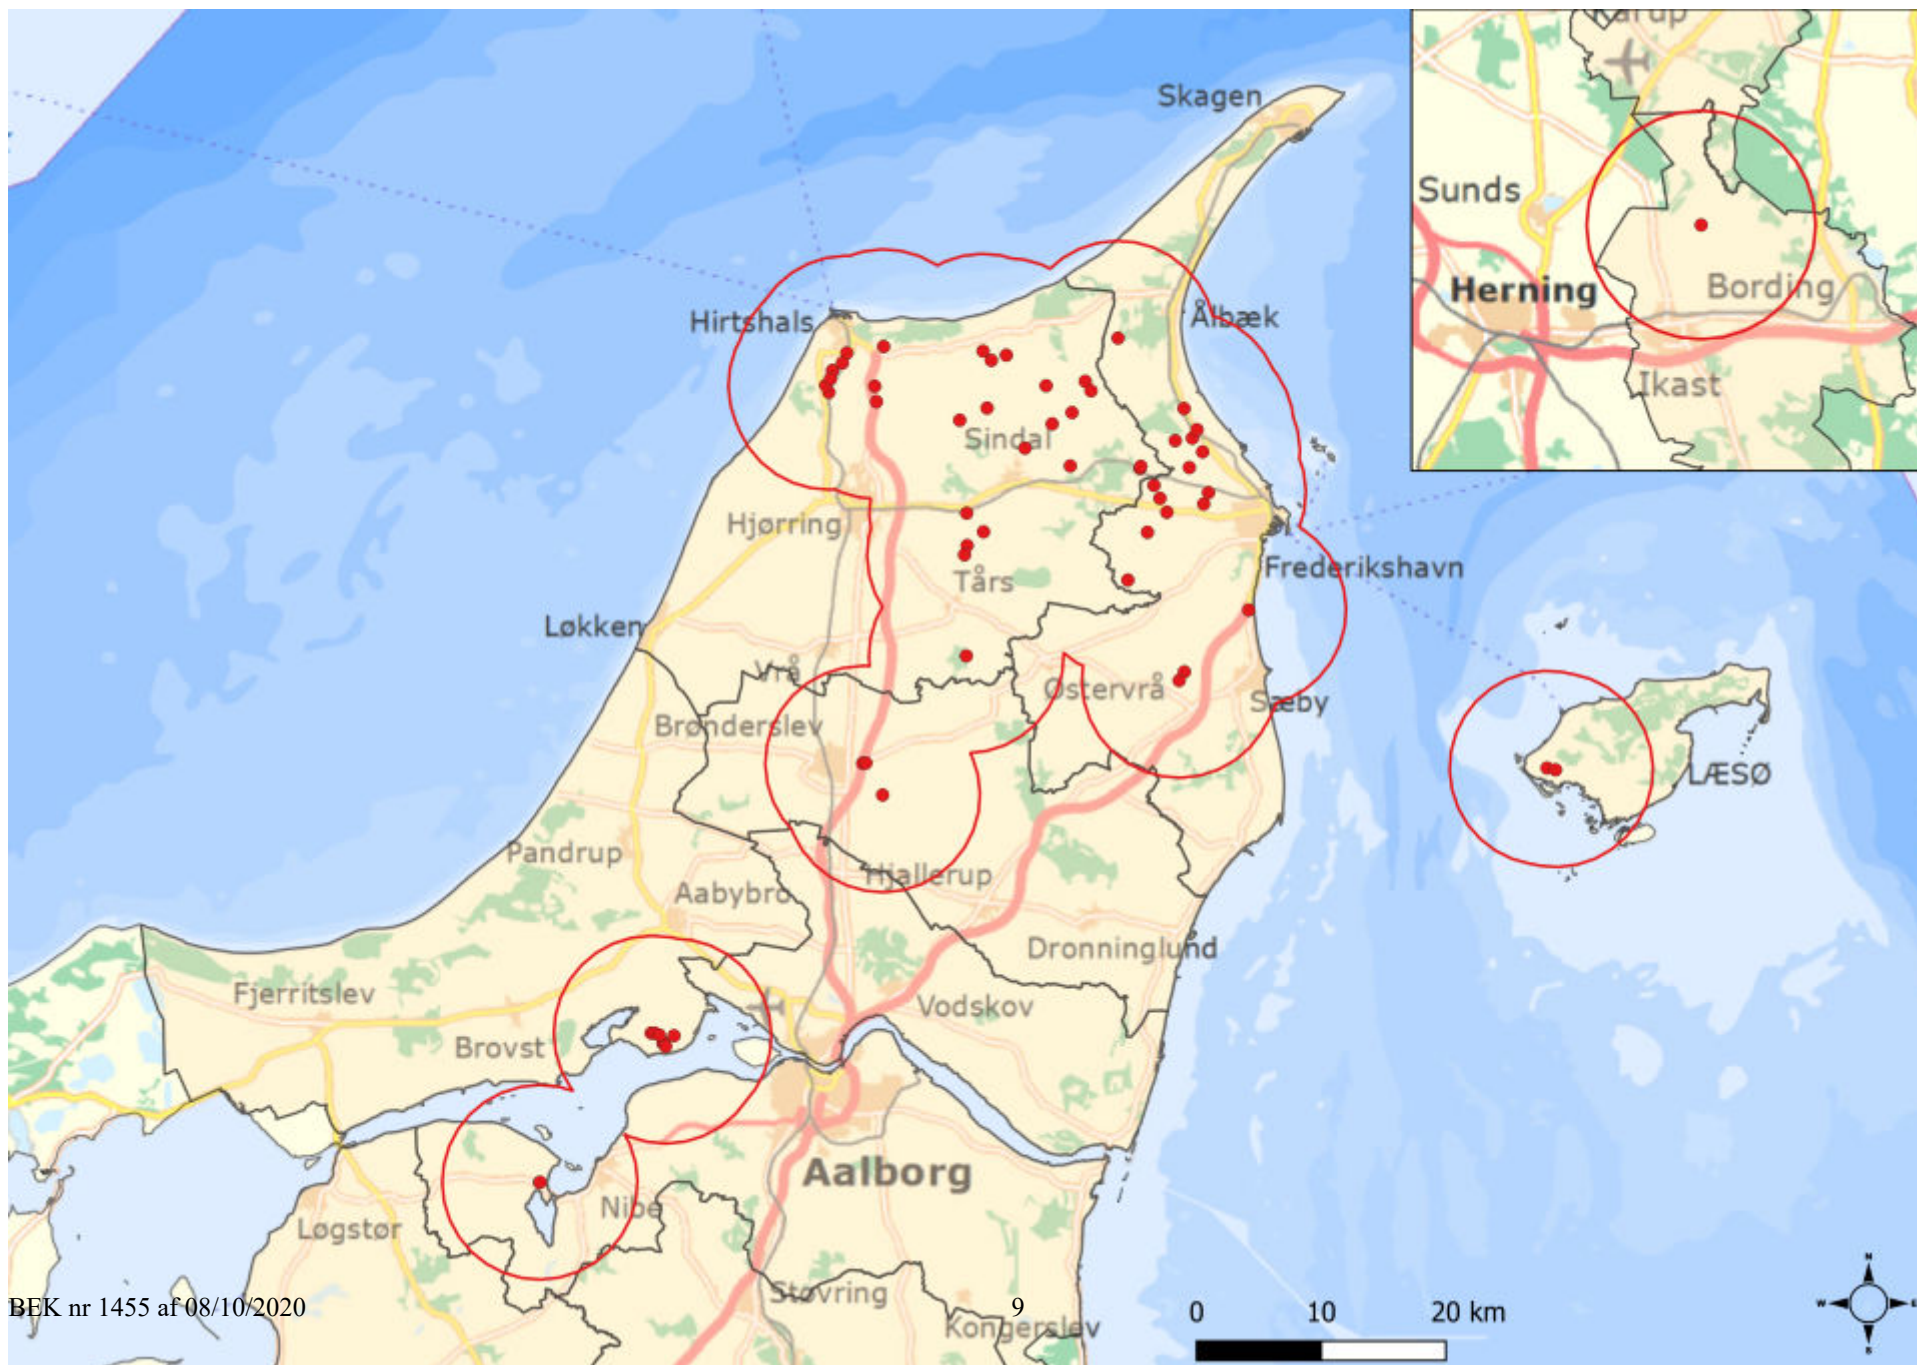 Karup
Skagen
Sunds
Herning
Bording
Ikast
Hirtshals
Ålbæk
Sindal
Hjørring
Frederikshavn
Tårs
Løkken
Vrå
Østervrå
Sæby
Brønderslev
LÆSØ
Pandrup
Hjallerup
Aabybro
Dronninglund
Fjerritslev
Vodskov
Brovst
Aalborg
Nibe
Løgstør
Støvring
Kongerslev
BEK nr 1455 af 08/10/2020
9
0 10 20 km
N
W E
S